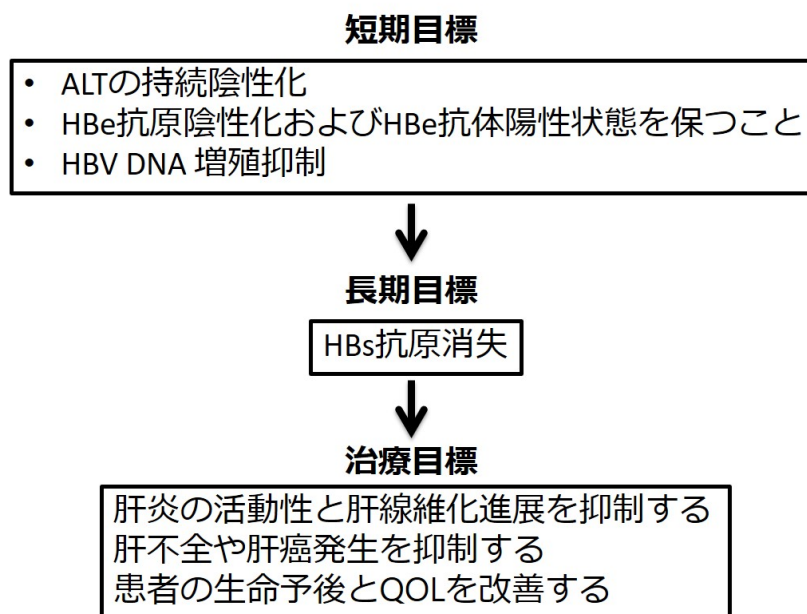 短期目標
• ALTの持続陰性化
• HBe抗原陰性化およびHBe抗体陽性状態を保つこと
• HBV DNA 増殖抑制
長期目標
HBs抗原消失
治療目標
肝炎の活動性と肝線維化進展を抑制する
肝不全や肝癌発生を抑制する
患者の生命予後とQOLを改善する